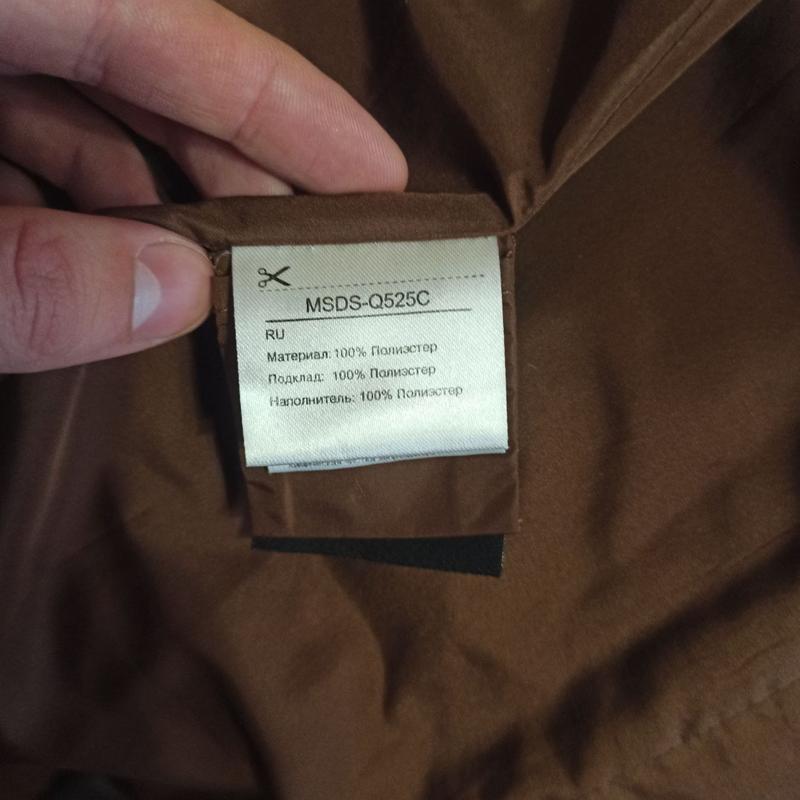 MSDS-Q525C
RU
Материал: 100% Полиэстер
Подклад: 100% Полиэстер
Наполнитель: 100% Полиэстер